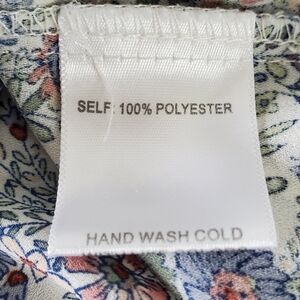 SELF: 100% POLYESTER
HAND WASH COLD